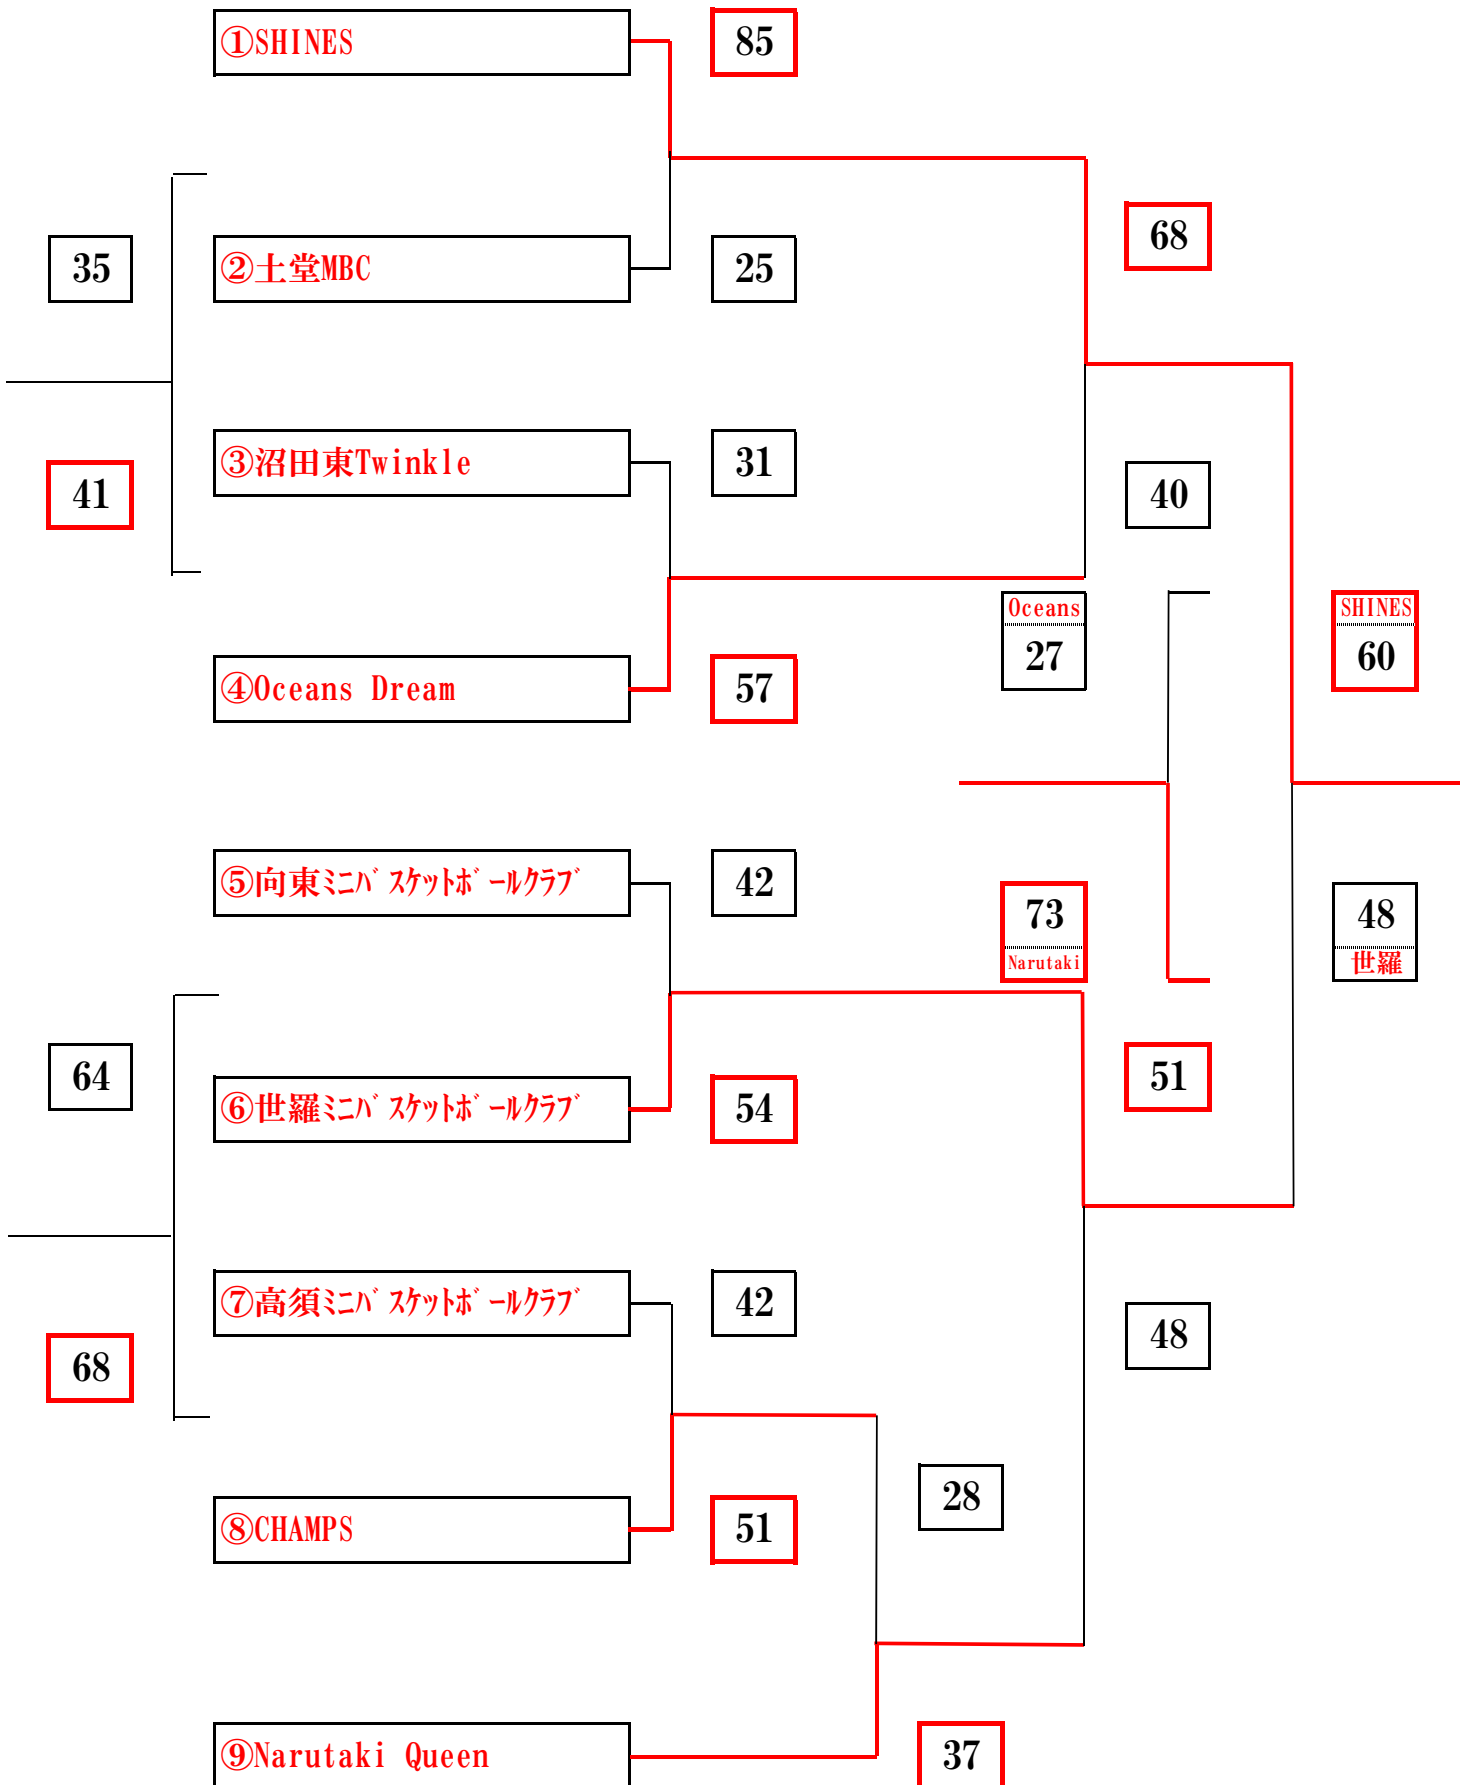 ①SHINES
85
68
35
②土堂MBC
25
③沼田東Twinkle
31
41
40
Oceans
27
SHINES
60
④Oceans Dream
57
⑤向東ﾐﾆﾊﾞｽｹｯﾄﾎﾞｰﾙｸﾗﾌﾞ
42
73
Narutaki
48
世羅
64
51
⑥世羅ﾐﾆﾊﾞｽｹｯﾄﾎﾞｰﾙｸﾗﾌﾞ
54
⑦高須ﾐﾆﾊﾞｽｹｯﾄﾎﾞｰﾙｸﾗﾌﾞ
42
48
68
28
⑧CHAMPS
51
⑨Narutaki Queen
37